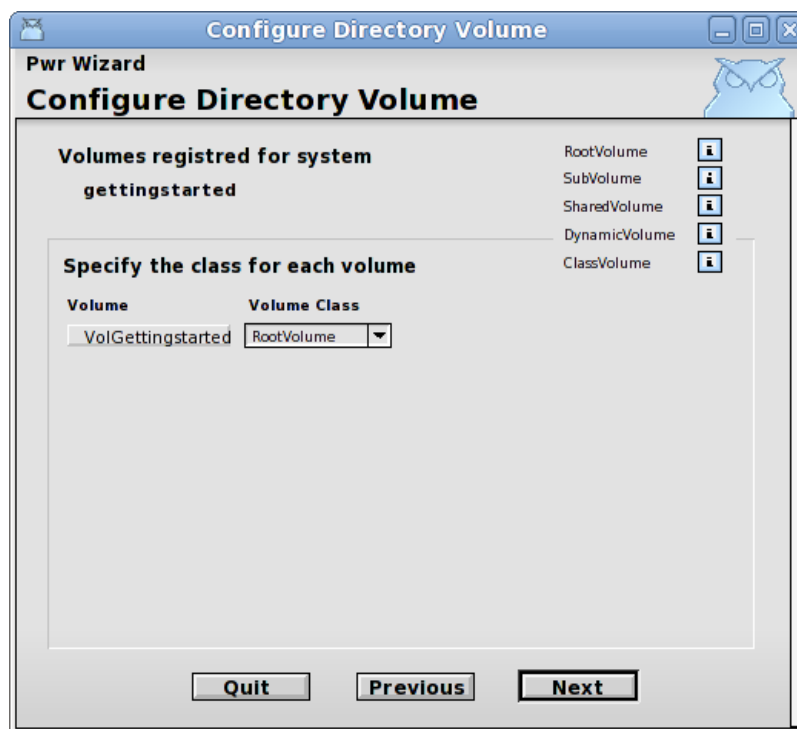 Configure Directory Volume
Pwr Wizard
Configure Directory Volume
Volumes registred for system
gettingstarted
RootVolume
SubVolume
SharedVolume
DynamicVolume
ClassVolume
Specify the class for each volume
Volume Volume Class
VolGettingstarted RootVolume
Quit Previous Next